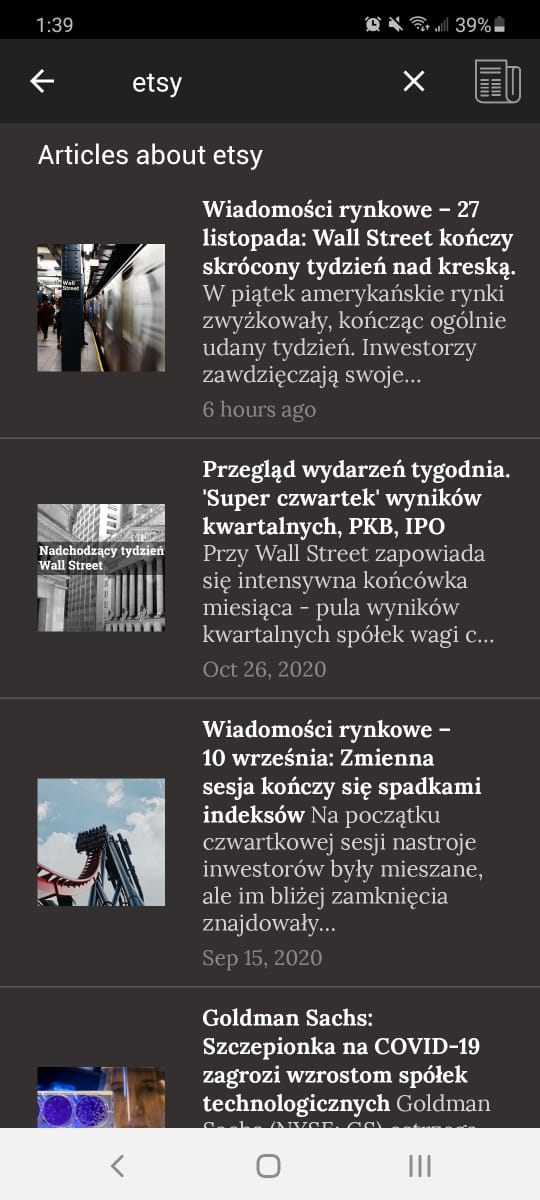 1:39
39%
etsy
Articles about etsy
Wiadomości rynkowe – 27
listopada: Wall Street kończy
skrócony tydzień nad kreską.
W piątek amerykańskie rynki
zwyżkowały, kończąc ogólnie
udany tydzień. Inwestorzy
zawdzięczają swoje...
6 hours ago
Wall
Street
Przegląd wydarzeń tygodnia.
'Super czwartek' wyników
kwartalnych, PKB, IPO
Przy Wall Street zapowiada
się intensywna końcówka
miesiąca - pula wyników
kwartalnych spółek wagi c...
Oct 26, 2020
Nadchodzący tydzień
Wall Street
Wiadomości rynkowe –
10 września: Zmienna
sesja kończy się spadkami
indeksów Na początku
czwartkowej sesji nastroje
inwestorów były mieszane,
ale im bliżej zamknięcia
znajdowały...
Sep 15, 2020
Goldman Sachs:
Szczepionka na COVID-19
zagrozi wzrostom spółek
technologicznych Goldman
Sachs (NYSE: GS) ostrzega